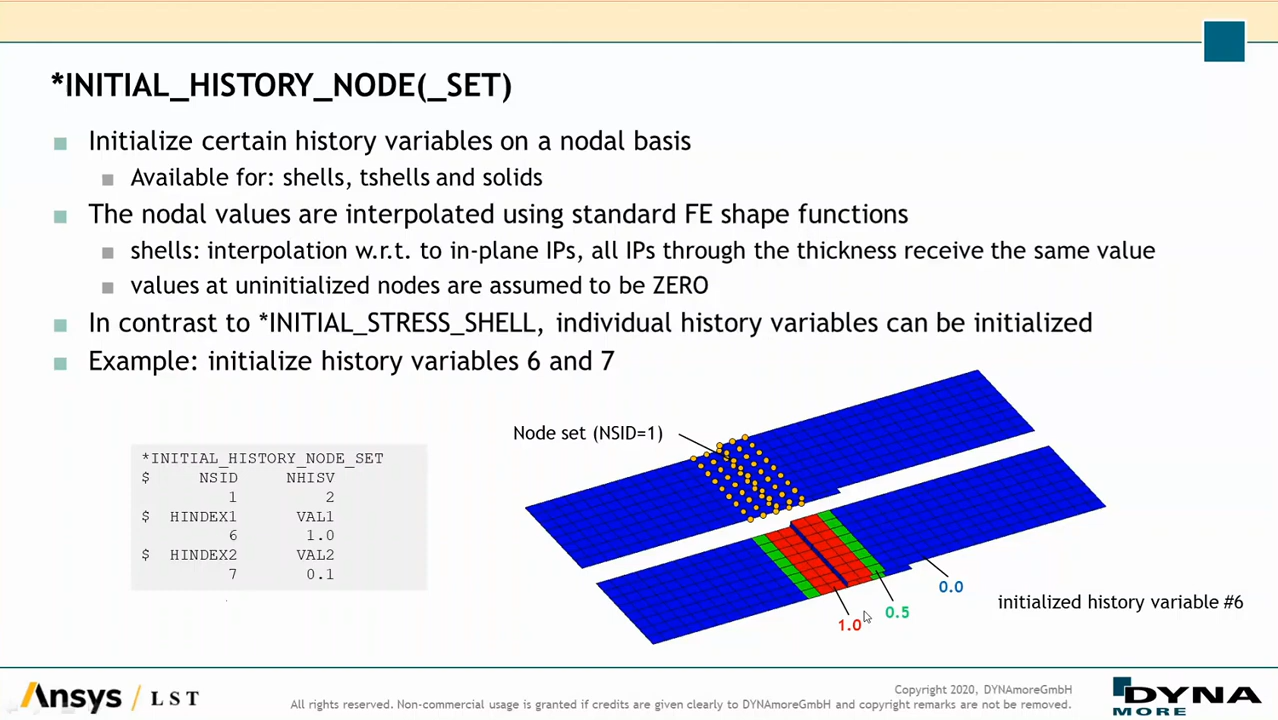 *INITIAL_HISTORY_NODE(_SET)
Initialize certain history variables on a nodal basis
Available for: shells, tshells and solids
The nodal values are interpolated using standard FE shape functions
shells: interpolation w.r.t. to in-plane IPs, all IPs through the thickness receive the same value
values at uninitialized nodes are assumed to be ZERO
In contrast to *INITIAL_STRESS_SHELL, individual history variables can be initialized
Example: initialize history variables 6 and 7
*INITIAL_HISTORY_NODE_SET
$ NSID NHISV
1 2
$ HINDEX1 VAL1
6 1.0
$ HINDEX2 VAL2
7 0.1
Node set (NSID=1)
0.0
0.5
1.0
initialized history variable #6
Ansys / LST
Copyright 2020, DYNAmoreGmbH
All rights reserved. Non-commercial usage is granted if credits are given clearly to DYNAmoreGmbH and copyright remarks are not removed.
DYNA
MORE